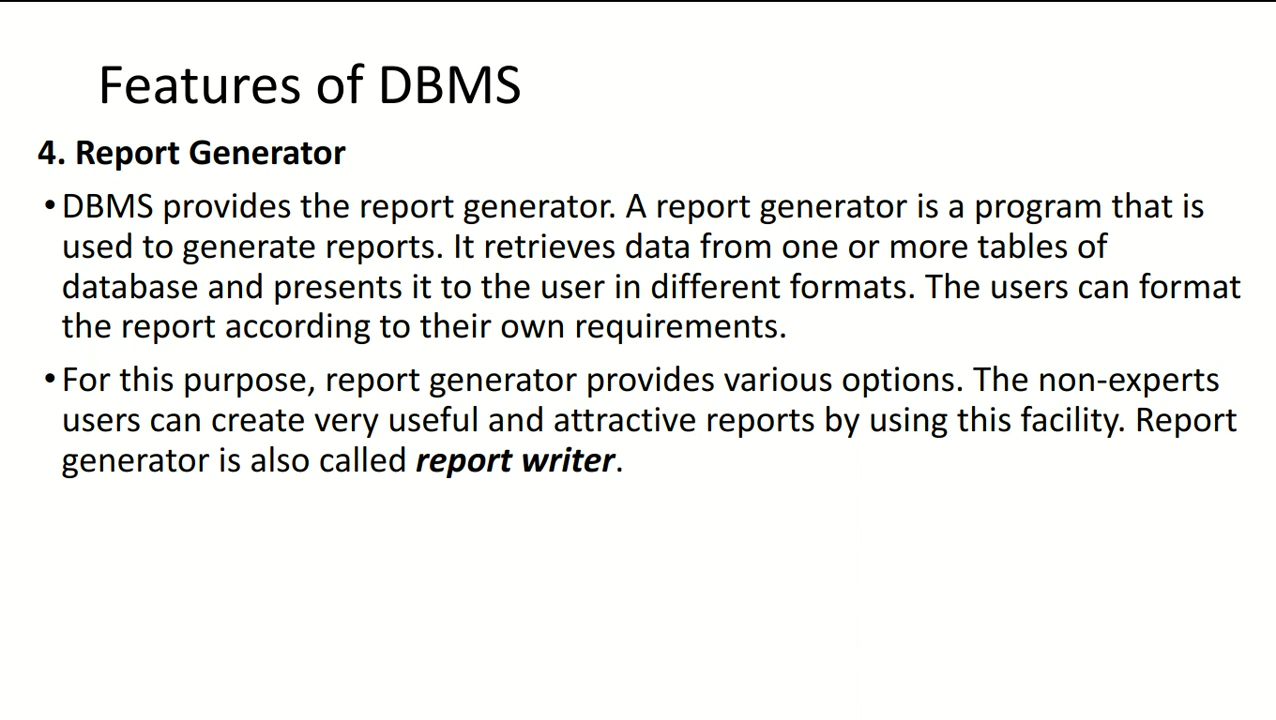 Features of DBMS
4. Report Generator
•DBMS provides the report generator. A report generator is a program that is
used to generate reports. It retrieves data from one or more tables of
database and presents it to the user in different formats. The users can format
the report according to their own requirements.
•For this purpose, report generator provides various options. The non-experts
users can create very useful and attractive reports by using this facility. Report
generator is also called report writer.